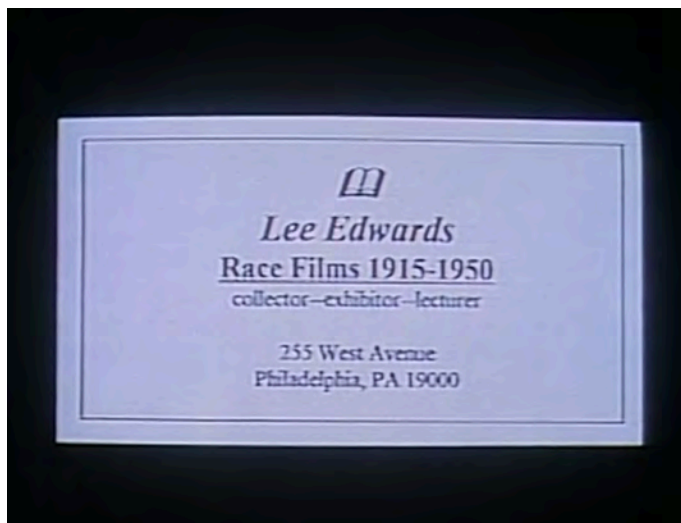 Lee Edwards
Race Films 1915-1950
collector–exhibitor–lecturer
255 West Avenue
Philadelphia, PA 19000